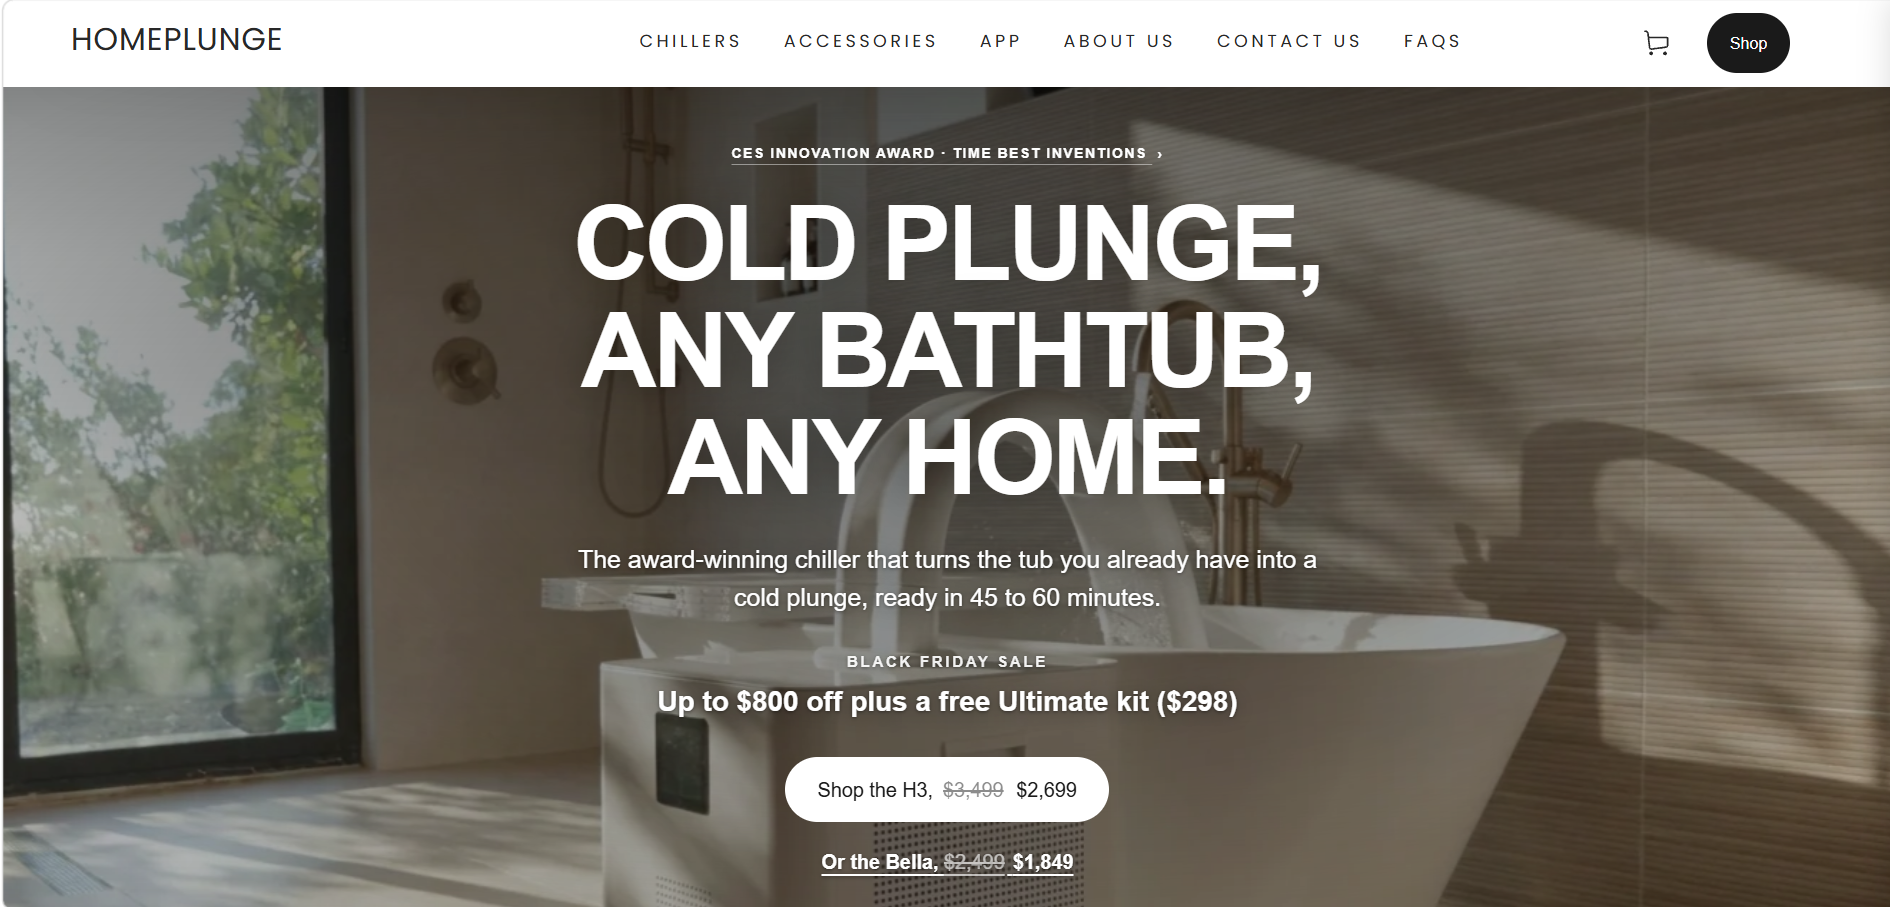 HOMEPLUNGE
CHILLERS ACCESSORIES APP ABOUT US CONTACT US FAQS
Shop
CES INNOVATION AWARD · TIME BEST INVENTIONS ›
COLD PLUNGE,
ANY BATHTUB,
ANY HOME.
The award-winning chiller that turns the tub you already have into a
cold plunge, ready in 45 to 60 minutes.
BLACK FRIDAY SALE
Up to $800 off plus a free Ultimate kit ($298)
Shop the H3, $3,499 $2,699
Or the Bella, $2,499 $1,849